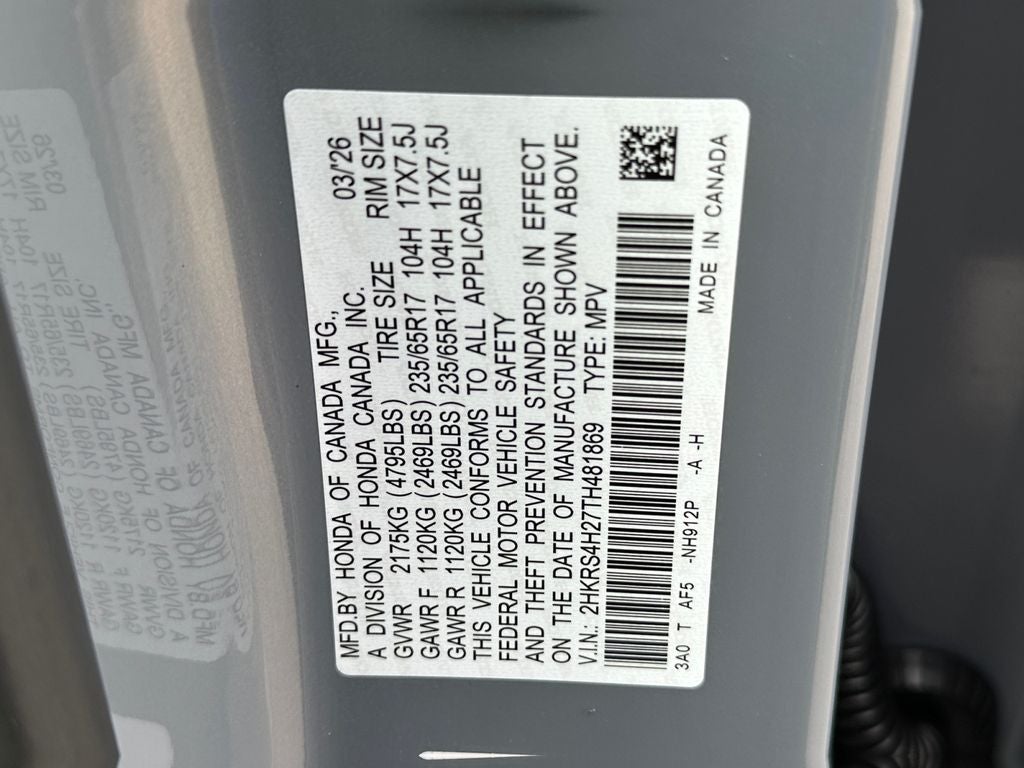 MFD.BY HONDA OF CANADA MFG., 03/'26
A DIVISION OF HONDA CANADA INC.
GVWR 2175KG (4795LBS) TIRE SIZE RIM SIZE
GAWR F 1120KG (2469LBS) 235/65R17 104H 17X7.5J
GAWR R 1120KG (2469LBS) 235/65R17 104H 17X7.5J
THIS VEHICLE CONFORMS TO ALL APPLICABLE
FEDERAL MOTOR VEHICLE SAFETY
AND THEFT PREVENTION STANDARDS IN EFFECT
ON THE DATE OF MANUFACTURE SHOWN ABOVE.
V.I.N.: 2HKRS4H27TH481869 TYPE: MPV
3A0 T AF5 -NH912P -A -H MADE IN CANADA